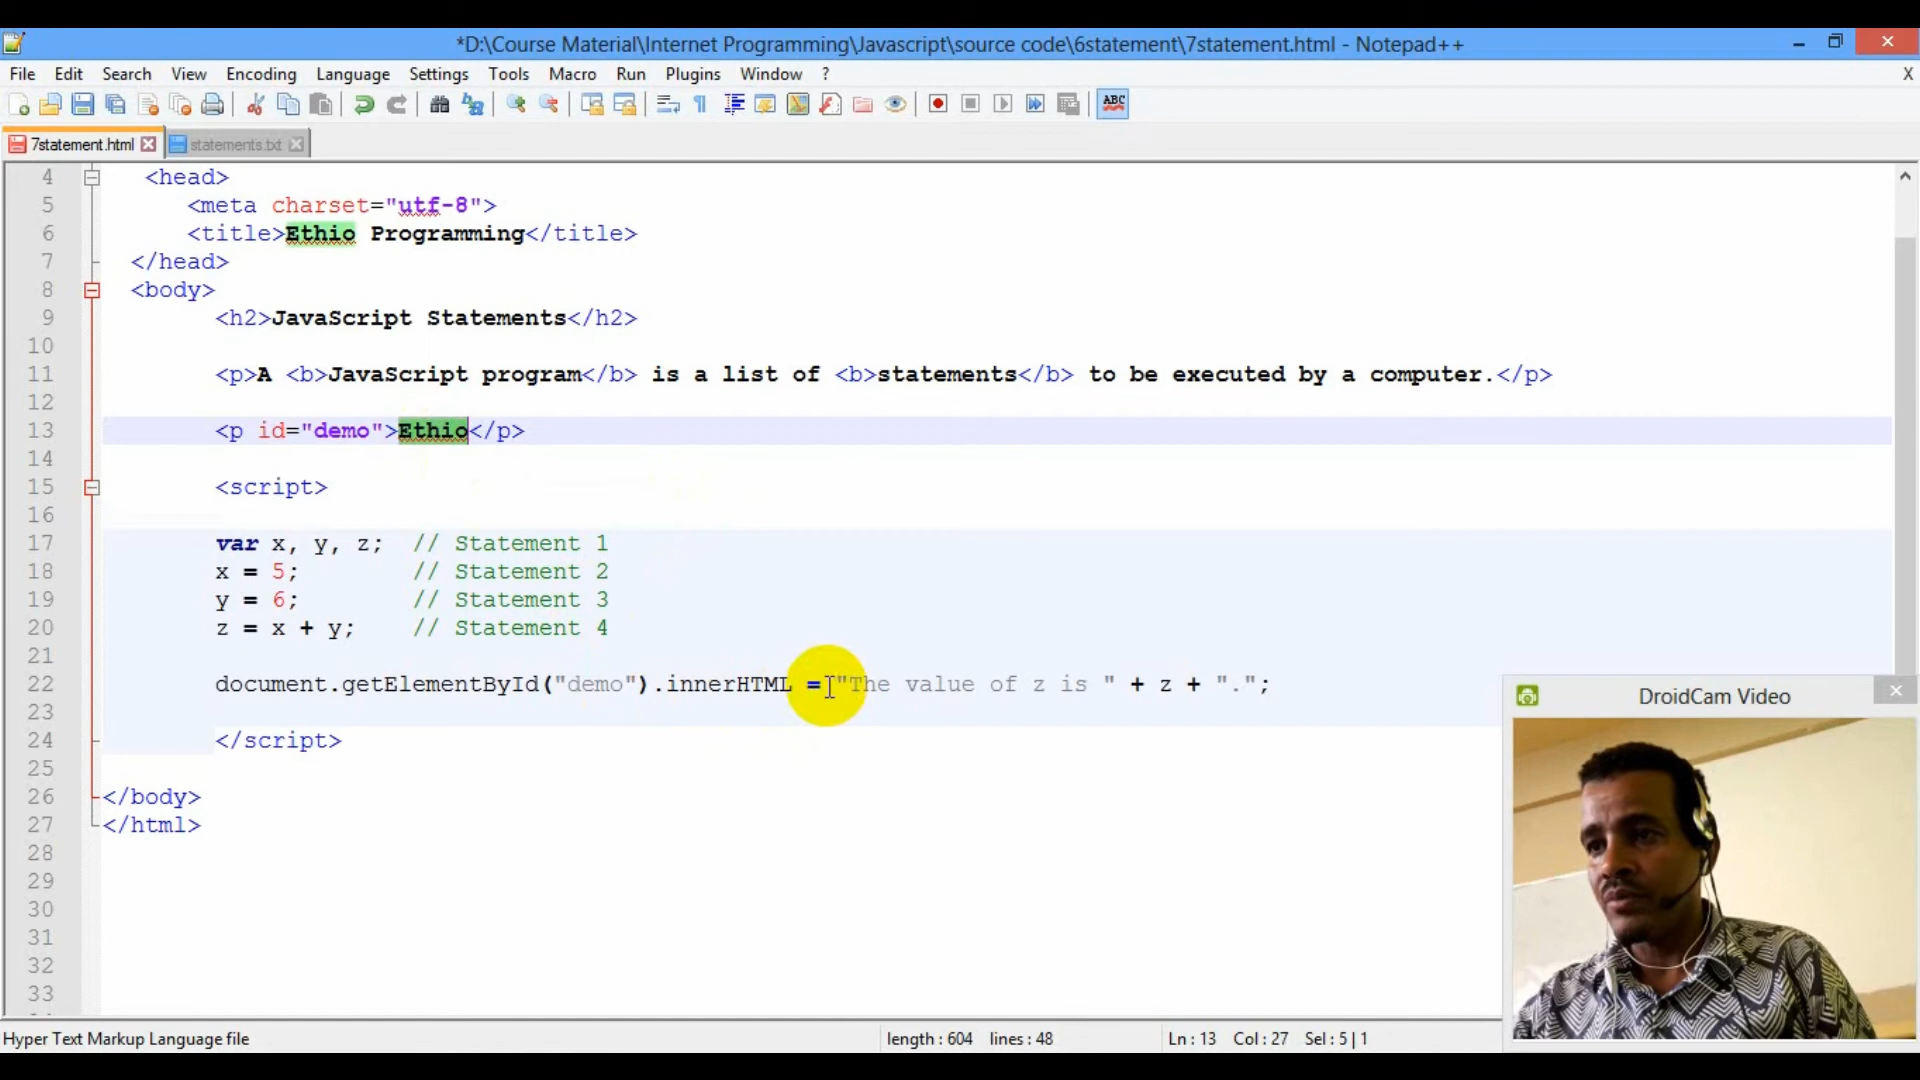 *D:\Course Material\Internet Programming\Javascript\source code\6statement\7statement.html - Notepad++
File Edit Search View Encoding Language Settings Tools Macro Run Plugins Window ? X
ABC
7statement.html statements.txt
4 <head>
5 <meta charset="utf-8">
6 <title>Ethio Programming</title>
7 </head>
8 <body>
9 <h2>JavaScript Statements</h2>
10
11 <p>A <b>JavaScript program</b> is a list of <b>statements</b> to be executed by a computer.</p>
12
13 <p id="demo">Ethio</p>
14
15 <script>
16
17 var x, y, z; // Statement 1
18 x = 5; // Statement 2
19 y = 6; // Statement 3
20 z = x + y; // Statement 4
21
22 document.getElementById("demo").innerHTML = "The value of z is " + z + ".";
23
24 </script>
25
26 </body>
27 </html>
28
29
30
31
32
33
DroidCam Video
Hyper Text Markup Language file length : 604 lines : 48 Ln : 13 Col : 27 Sel : 5 | 1